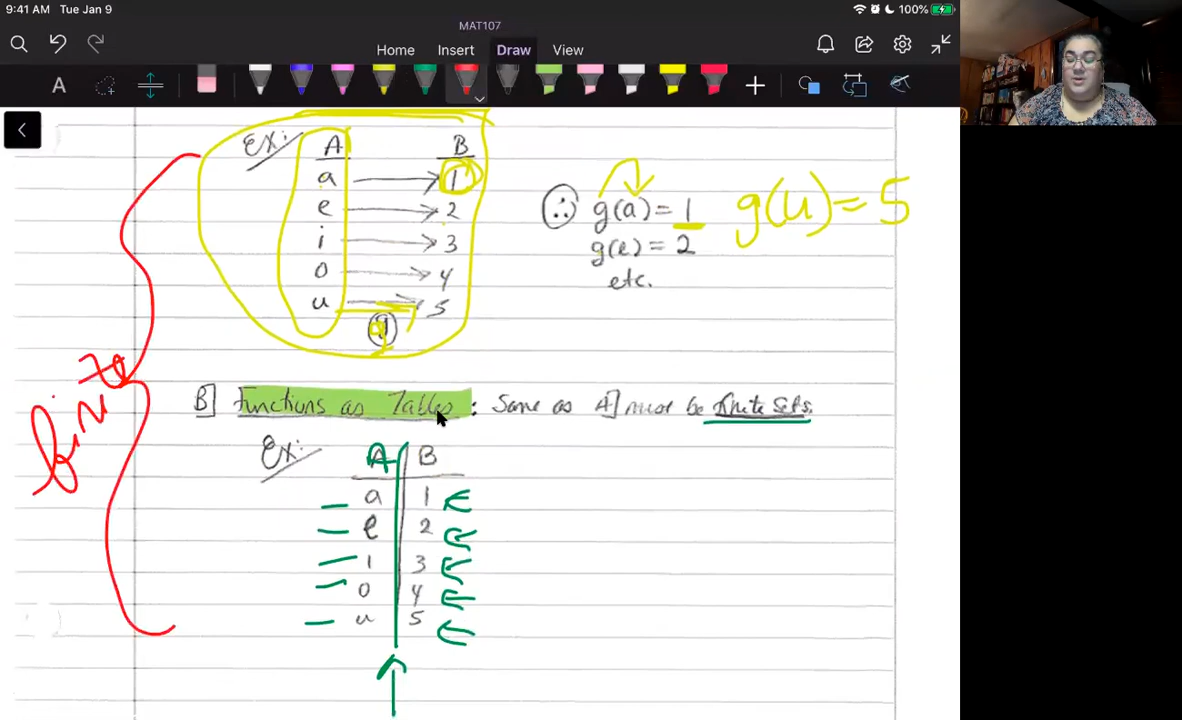 9:41 AM Tue Jan 9
100%
MAT107
Home Insert Draw View
Ex: A B
a 1
e 2
i 3
o 4
u 5
g
∴ g(a) = 1 g(u) = 5
g(e) = 2
etc.
finite
B] Functions as Tables: Same as A] must be finite sets.
Ex: A B
a 1
e 2
i 3
o 4
u 5